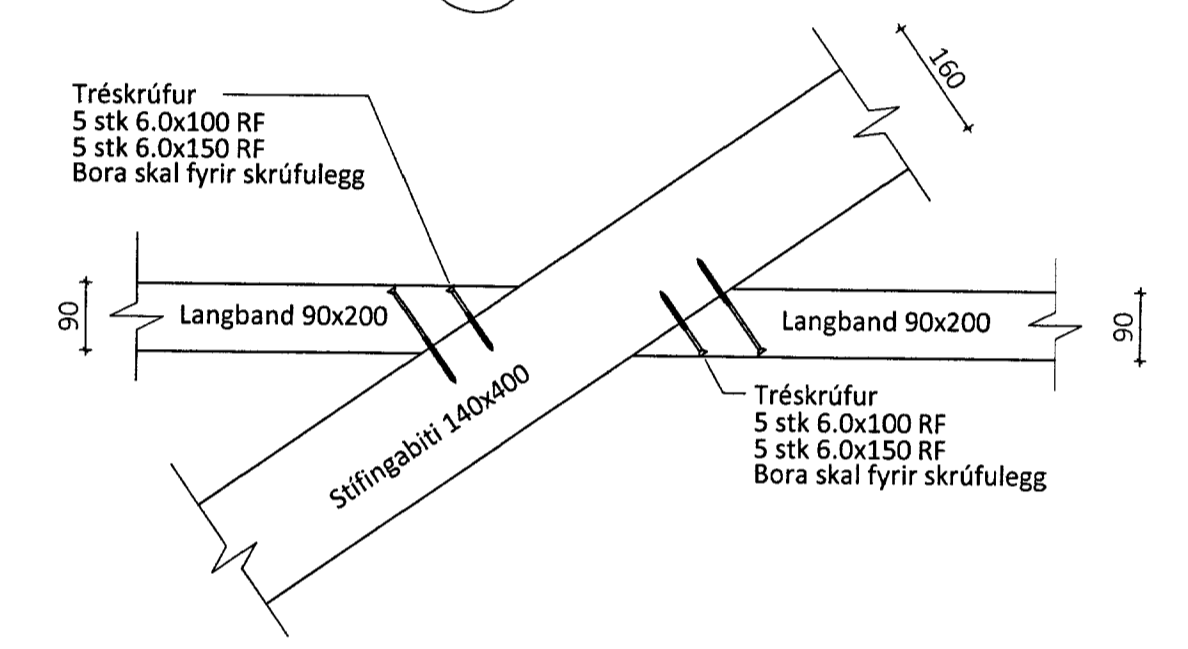 160
Tréskrúfur
5 stk 6.0x100 RF
5 stk 6.0x150 RF
Bora skal fyrir skrúfulegg
90
Langband 90x200
Langband 90x200
90
Stífingabiti 140x400
Tréskrúfur
5 stk 6.0x100 RF
5 stk 6.0x150 RF
Bora skal fyrir skrúfulegg